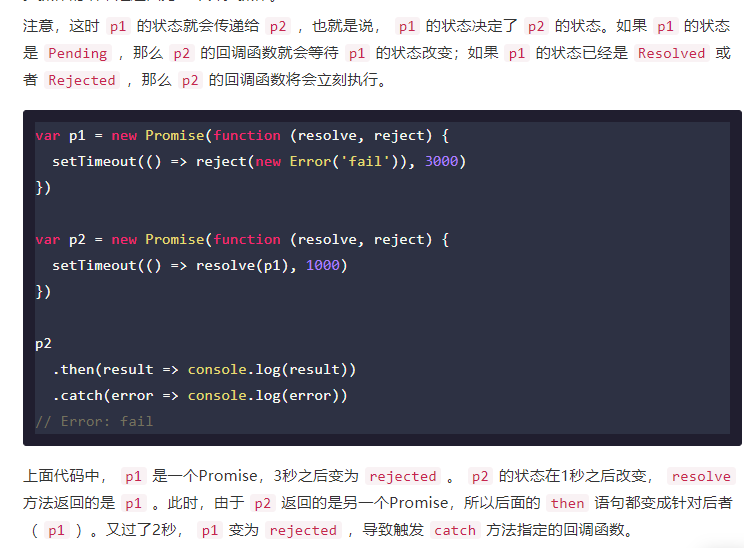 注意，这时 p1 的状态就会传递给 p2 ，也就是说， p1 的状态决定了 p2 的状态。如果 p1 的状态
是 Pending ，那么 p2 的回调函数就会等待 p1 的状态改变；如果 p1 的状态已经是 Resolved 或
者 Rejected ，那么 p2 的回调函数将会立刻执行。
var p1 = new Promise(function (resolve, reject) {
  setTimeout(() => reject(new Error('fail')), 3000)
})
var p2 = new Promise(function (resolve, reject) {
  setTimeout(() => resolve(p1), 1000)
})
p2
  .then(result => console.log(result))
  .catch(error => console.log(error))
// Error: fail
上面代码中， p1 是一个Promise，3秒之后变为 rejected 。 p2 的状态在1秒之后改变， resolve
方法返回的是 p1 。此时，由于 p2 返回的是另一个Promise，所以后面的 then 语句都变成针对后者
（ p1 ）。又过了2秒， p1 变为 rejected ，导致触发 catch 方法指定的回调函数。